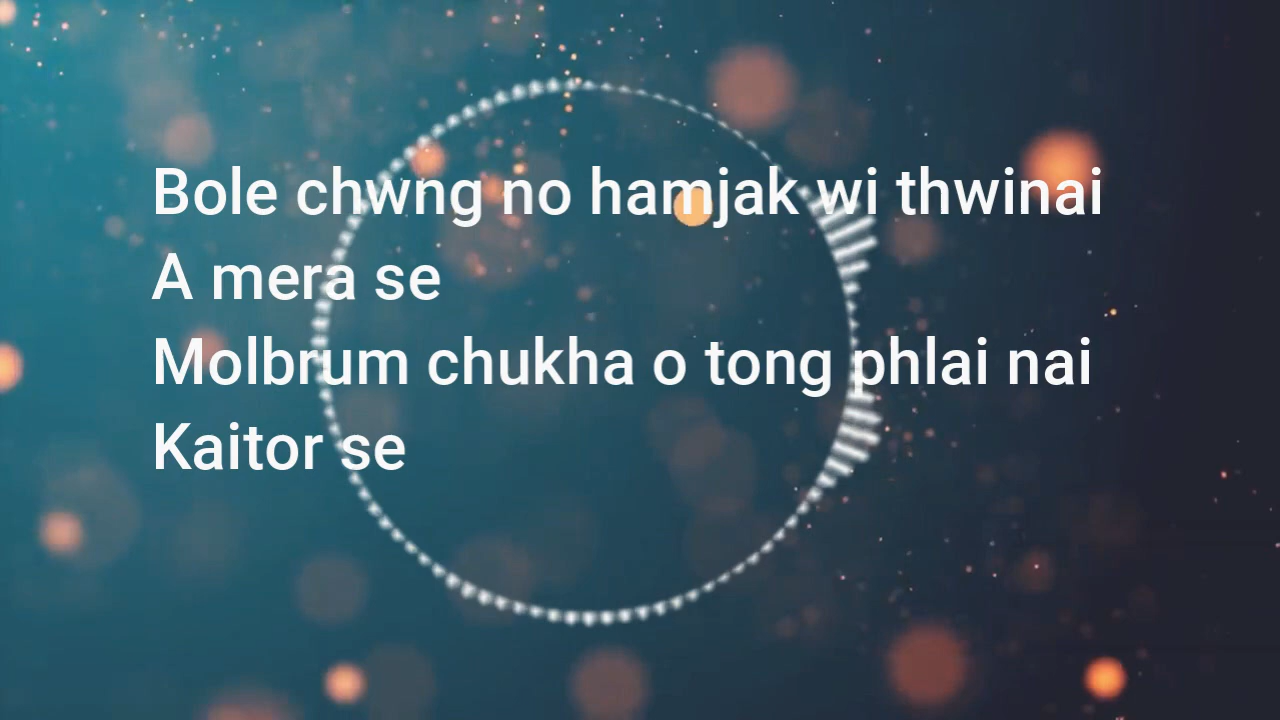 Bole chwng no hamjak wi thwinai
A mera se
Molbrum chukha o tong phlai nai
Kaitor se